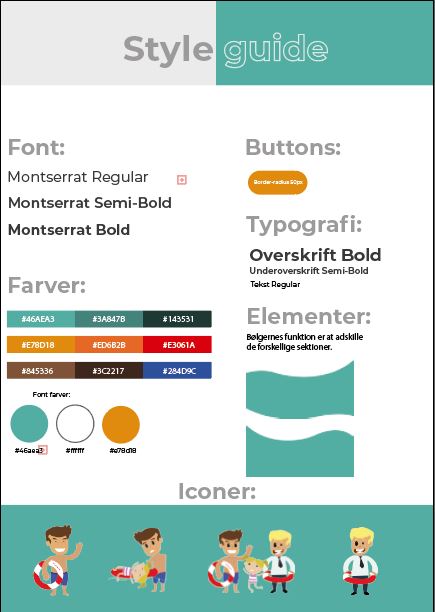 Style guide
Font:
Montserrat Regular
Montserrat Semi-Bold
Montserrat Bold
Farver:
#46AEA3 #3A847B #143531
#E78D18 #ED6B2B #E3061A
#845336 #3C2217 #284D9C
Font farver:
#46aea3 #ffffff #e78d18
Buttons:
Border-radius 50px
Typografi:
Overskrift Bold
Underoverskrift Semi-Bold
Tekst Regular
Elementer:
Bølgernes funktion er at adskille
de forskellige sektioner.
Iconer: